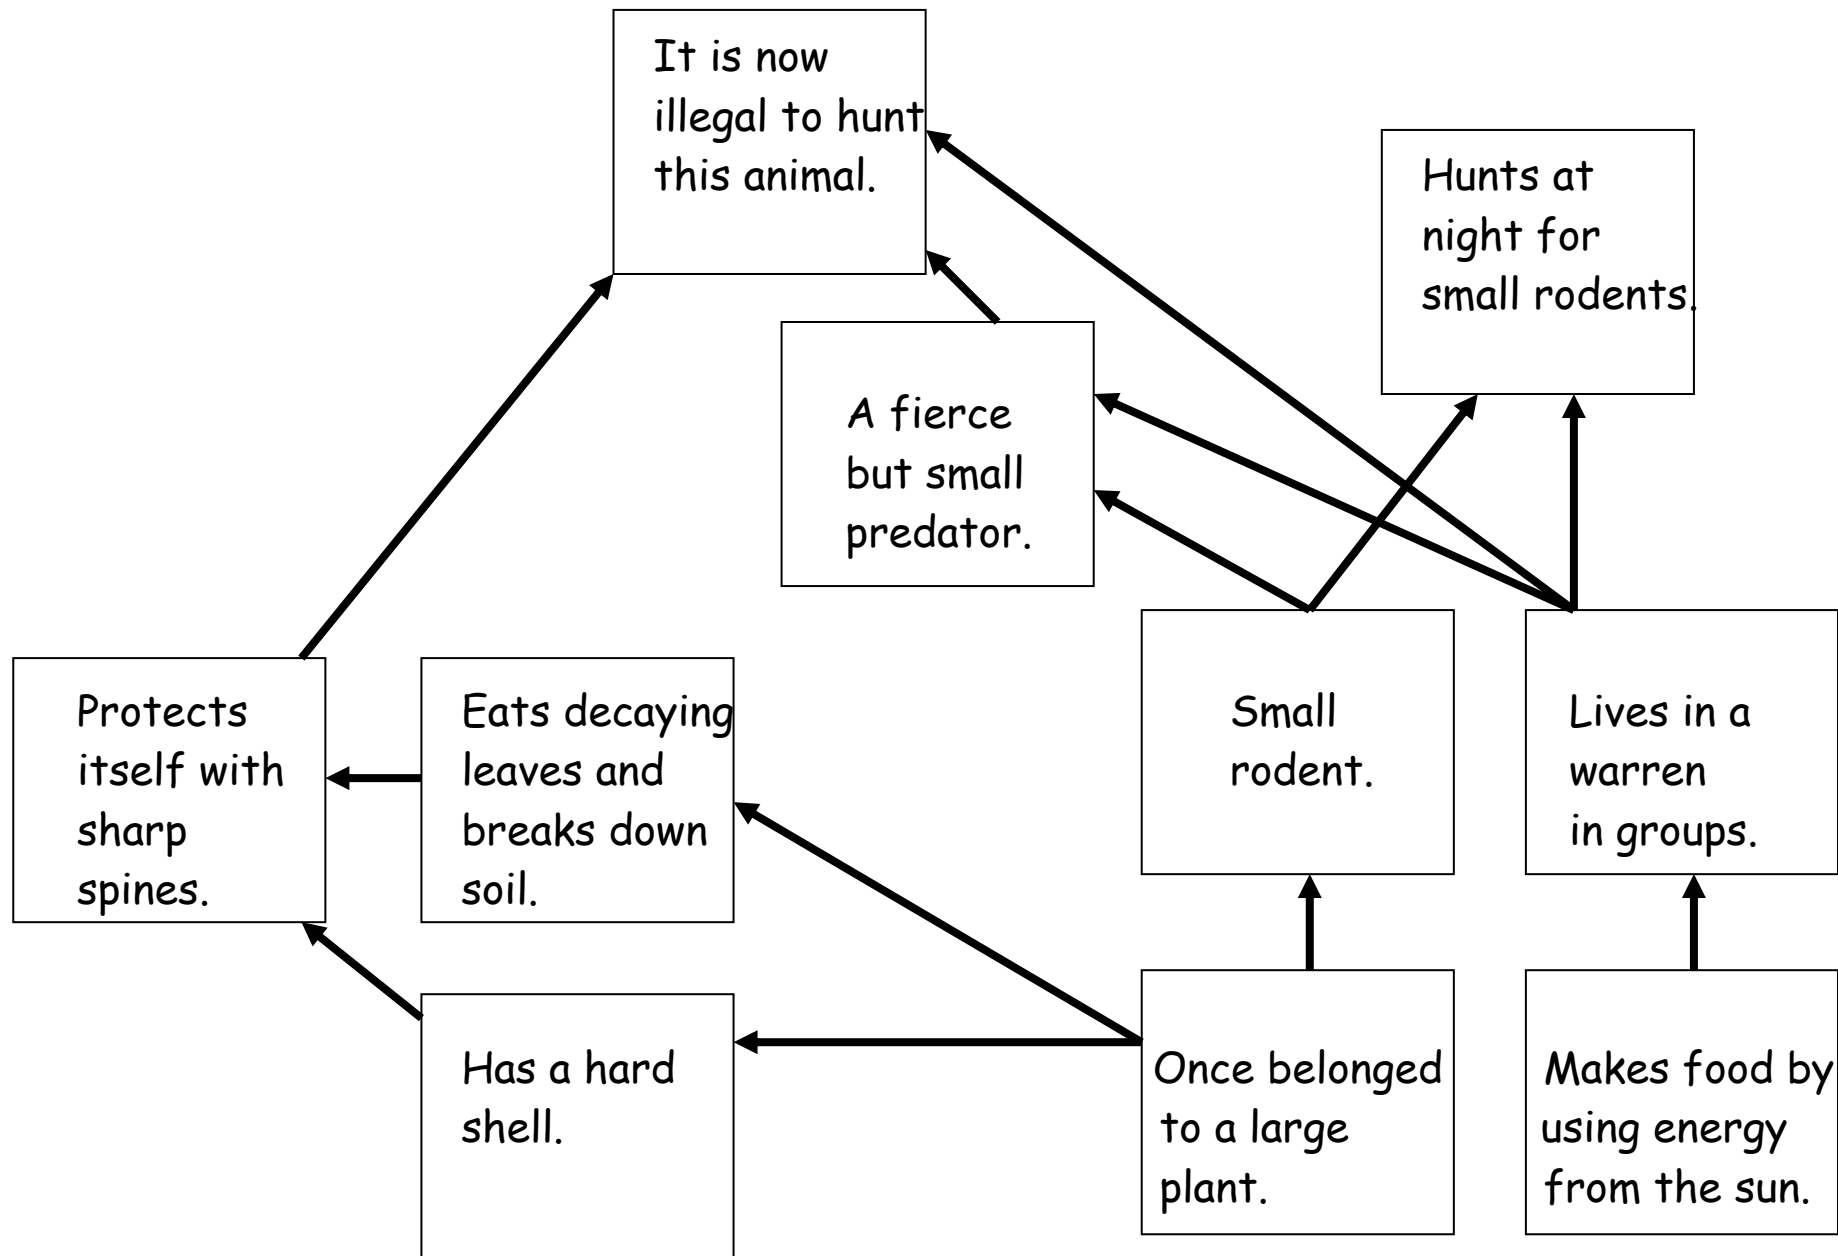 It is now
illegal to hunt
this animal.
Hunts at
night for
small rodents.
A fierce
but small
predator.
Protects
itself with
sharp
spines.
Eats decaying
leaves and
breaks down
soil.
Small
rodent.
Lives in a
warren
in groups.
Has a hard
shell.
Once belonged
to a large
plant.
Makes food by
using energy
from the sun.